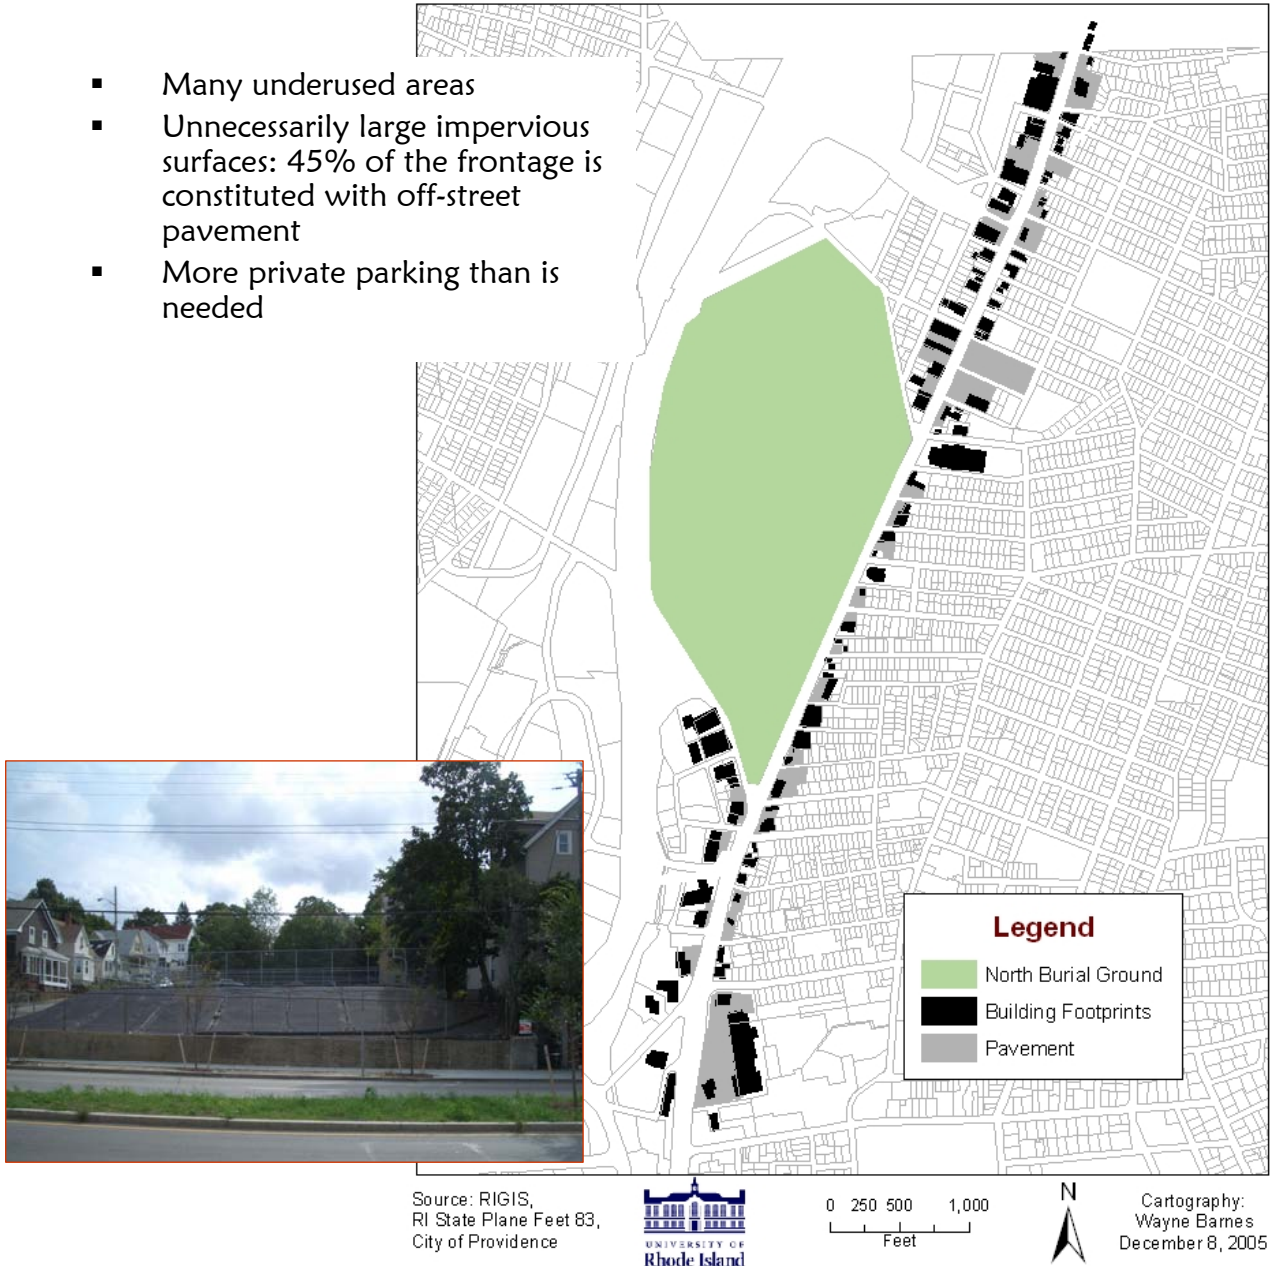 ▪ Many underused areas
▪ Unnecessarily large impervious
surfaces: 45% of the frontage is
constituted with off-street
pavement
▪ More private parking than is
needed
Legend
North Burial Ground
Building Footprints
Pavement
Source: RIGIS,
RI State Plane Feet 83,
City of Providence
UNIVERSITY OF
Rhode Island
0 250 500 1,000
Feet
N
Cartography:
Wayne Barnes
December 8, 2005